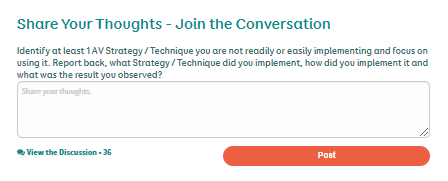 Share Your Thoughts - Join the Conversation
Identify at least 1 AV Strategy / Technique you are not readily or easily implementing and focus on
using it. Report back, what Strategy / Technique did you implement, how did you implement it and
what was the result you observed?
Share your thoughts.
View the Discussion • 36
Post